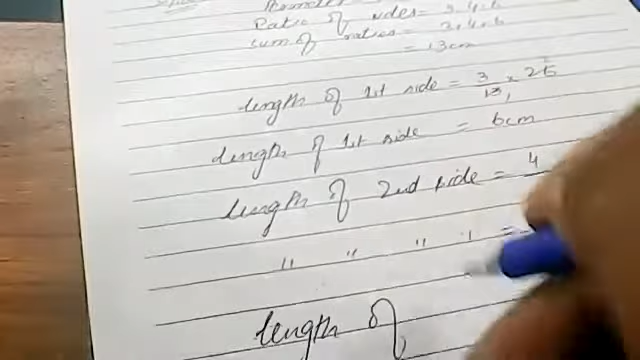 Ratio of sides = 3,4,6
sum of ratios = 3,4,6
= 13cm
length of 1st side = 3/13 x 26
length of 1st side = 6cm
length of 2nd side = 4
" " " " =
length of